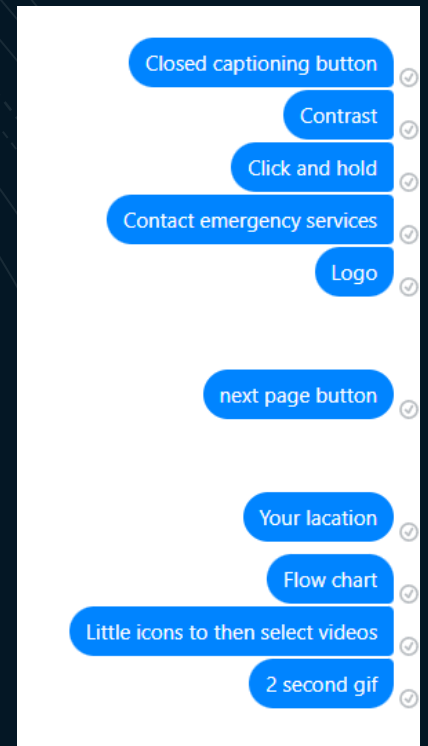 Closed captioning button
Contrast
Click and hold
Contact emergency services
Logo
next page button
Your lacation
Flow chart
Little icons to then select videos
2 second gif